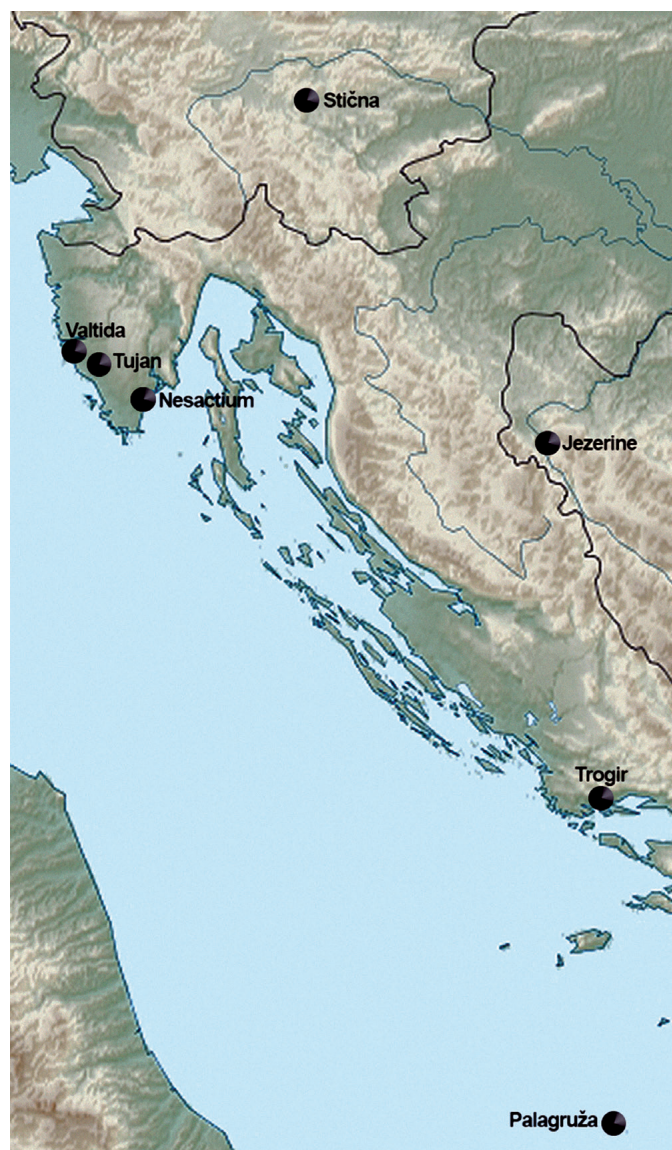 Stična
Valtida
Tujan
Nesactium
Jezerine
Trogir
Palagruža